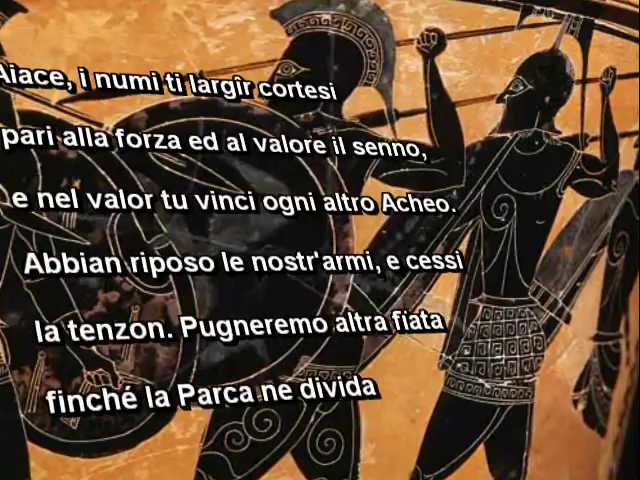 Aiace, i numi ti largîr cortesi
pari alla forza ed al valore il senno,
e nel valor tu vinci ogni altro Acheo.
Abbian riposo le nostr'armi, e cessi
la tenzon. Pugneremo altra fiata
finché la Parca ne divida